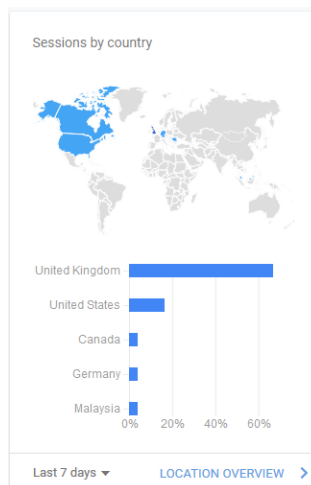 Sessions by country
United Kingdom
United States
Canada
Germany
Malaysia
0% 20% 40% 60%
Last 7 days LOCATION OVERVIEW